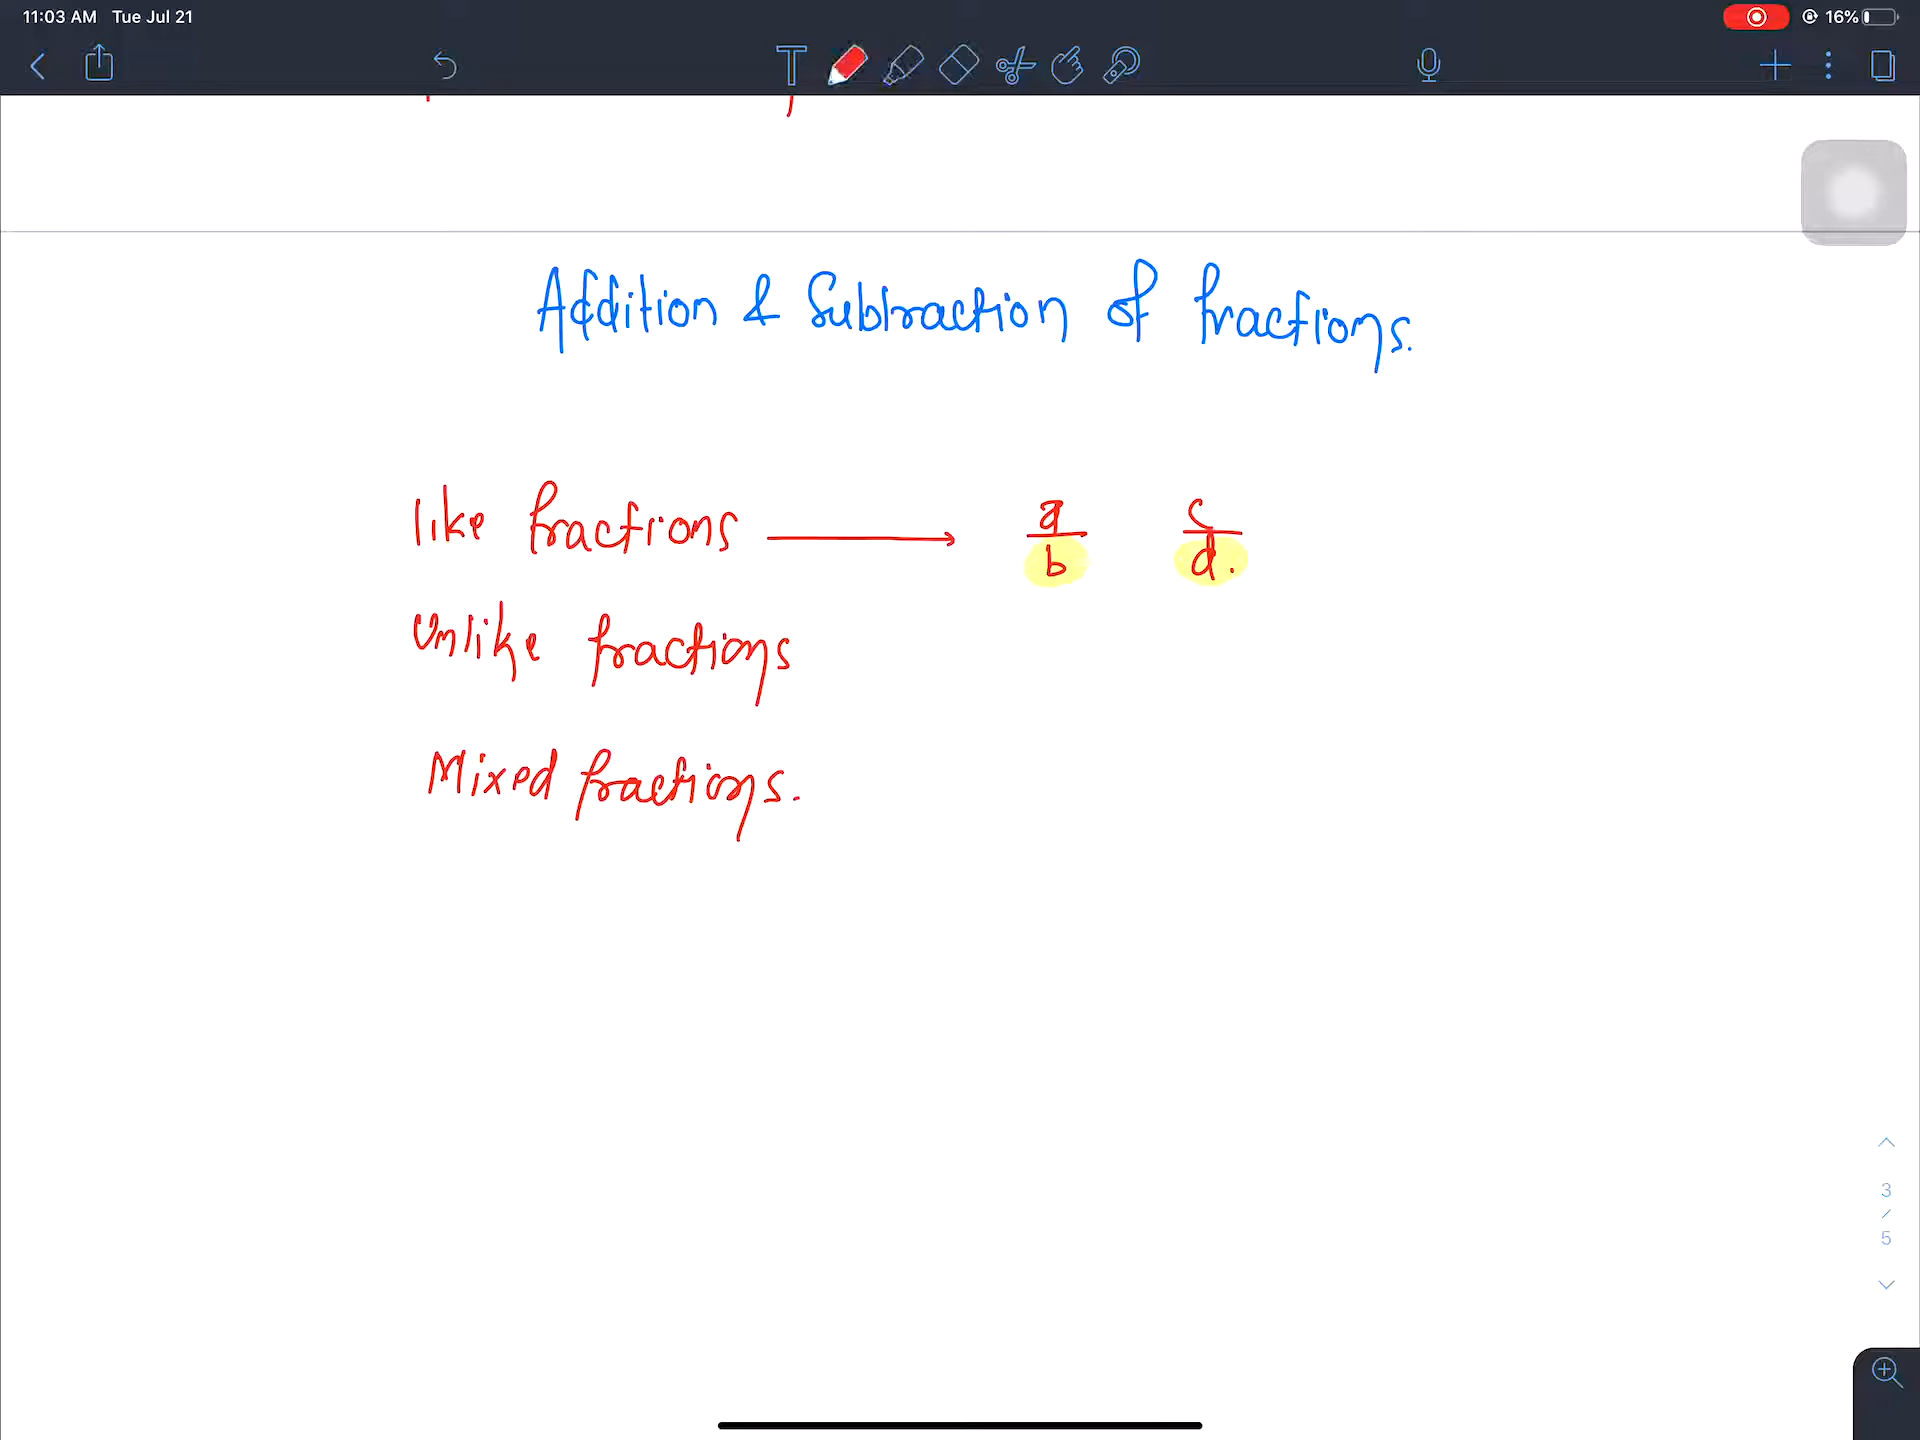 11:03 AM Tue Jul 21
16%
Addition & Subtraction of fractions.
like fractions → a/b c/d.
Unlike fractions
Mixed fractions.
3
/
5